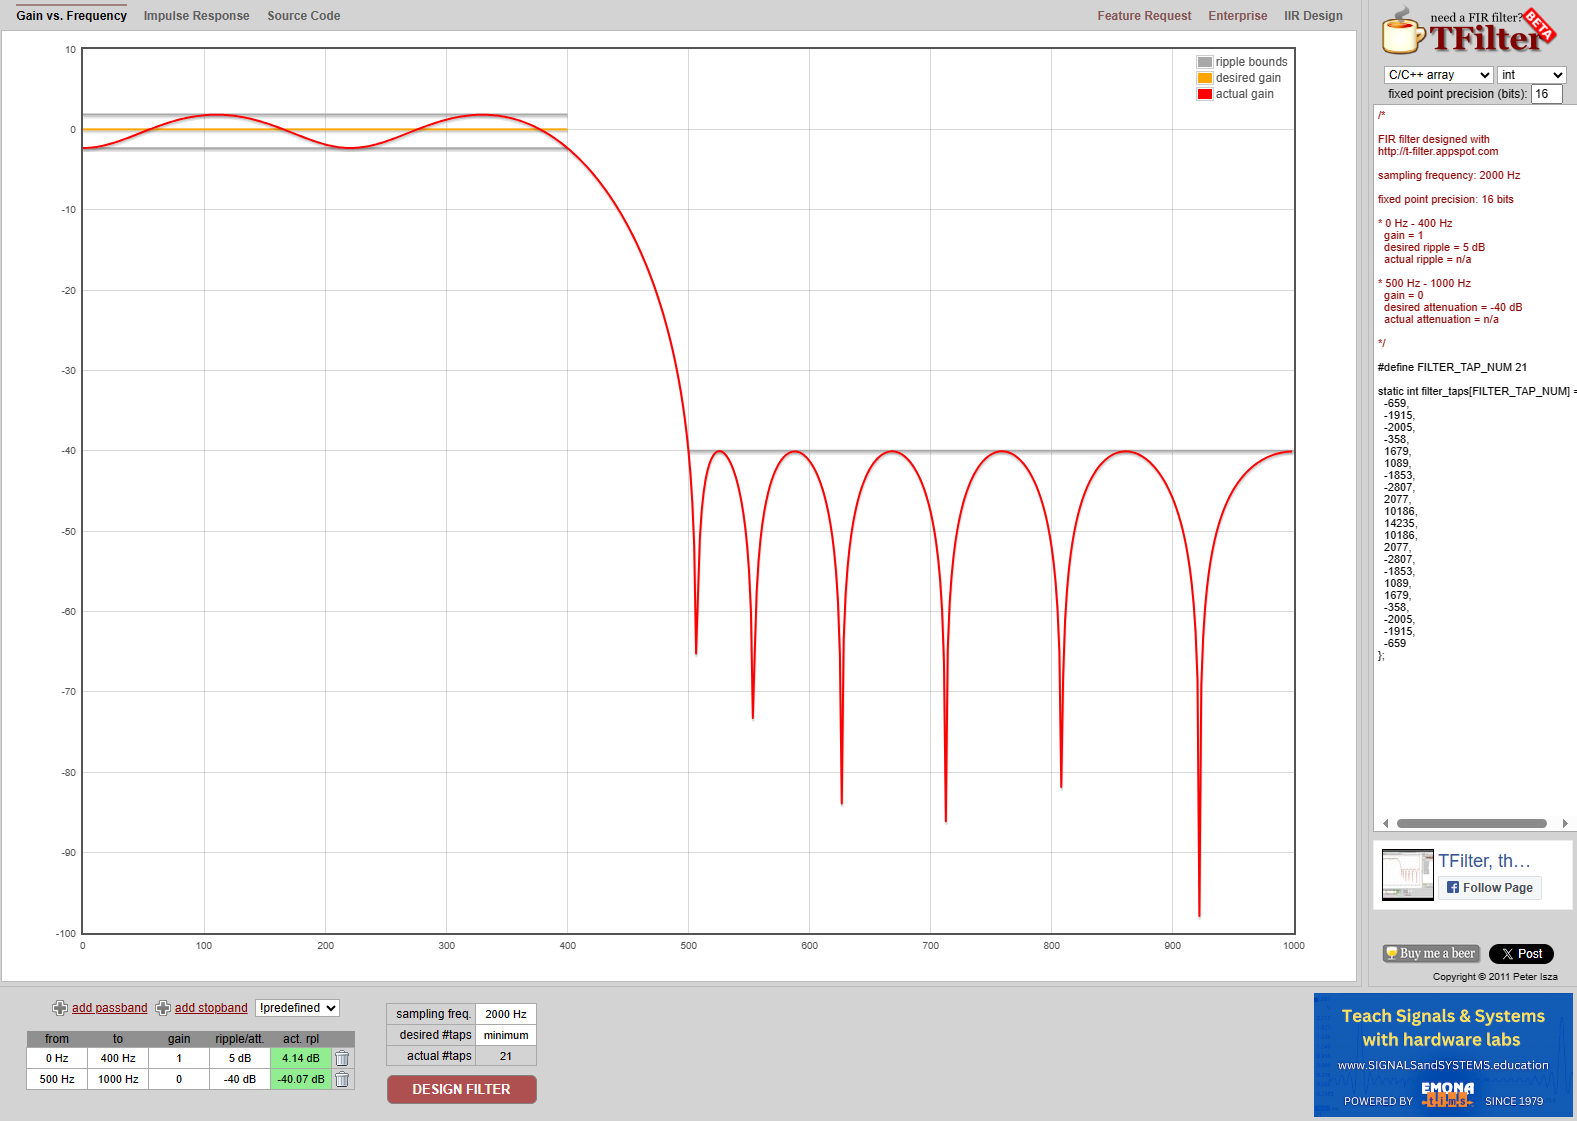 Gain vs. Frequency Impulse Response Source Code Feature Request Enterprise IIR Design
need a FIR filter?
TFilter
BETA
C/C++ array int
fixed point precision (bits): 16
10
0
-10
-20
-30
-40
-50
-60
-70
-80
-90
-100
0 100 200 300 400 500 600 700 800 900 1000
ripple bounds
desired gain
actual gain
/*
FIR filter designed with
http://t-filter.appspot.com
sampling frequency: 2000 Hz
fixed point precision: 16 bits
* 0 Hz - 400 Hz
gain = 1
desired ripple = 5 dB
actual ripple = n/a
* 500 Hz - 1000 Hz
gain = 0
desired attenuation = -40 dB
actual attenuation = n/a
*/
#define FILTER_TAP_NUM 21
static int filter_taps[FILTER_TAP_NUM] =
-659,
-1915,
-2005,
-358,
1679,
1089,
-1853,
-2807,
2077,
10186,
14235,
10186,
2077,
-2807,
-1853,
1089,
1679,
-358,
-2005,
-1915,
-659
};
TFilter, th…
Follow Page
Buy me a beer X Post
Copyright © 2011 Peter Isza
add passband add stopband !predefined
from to gain ripple/att. act. rpl
0 Hz 400 Hz 1 5 dB 4.14 dB
500 Hz 1000 Hz 0 -40 dB -40.07 dB
sampling freq. 2000 Hz
desired #taps minimum
actual #taps 21
DESIGN FILTER
Teach Signals & Systems
with hardware labs
www.SIGNALSandSYSTEMS.education
POWERED BY EMONA tims SINCE 1979